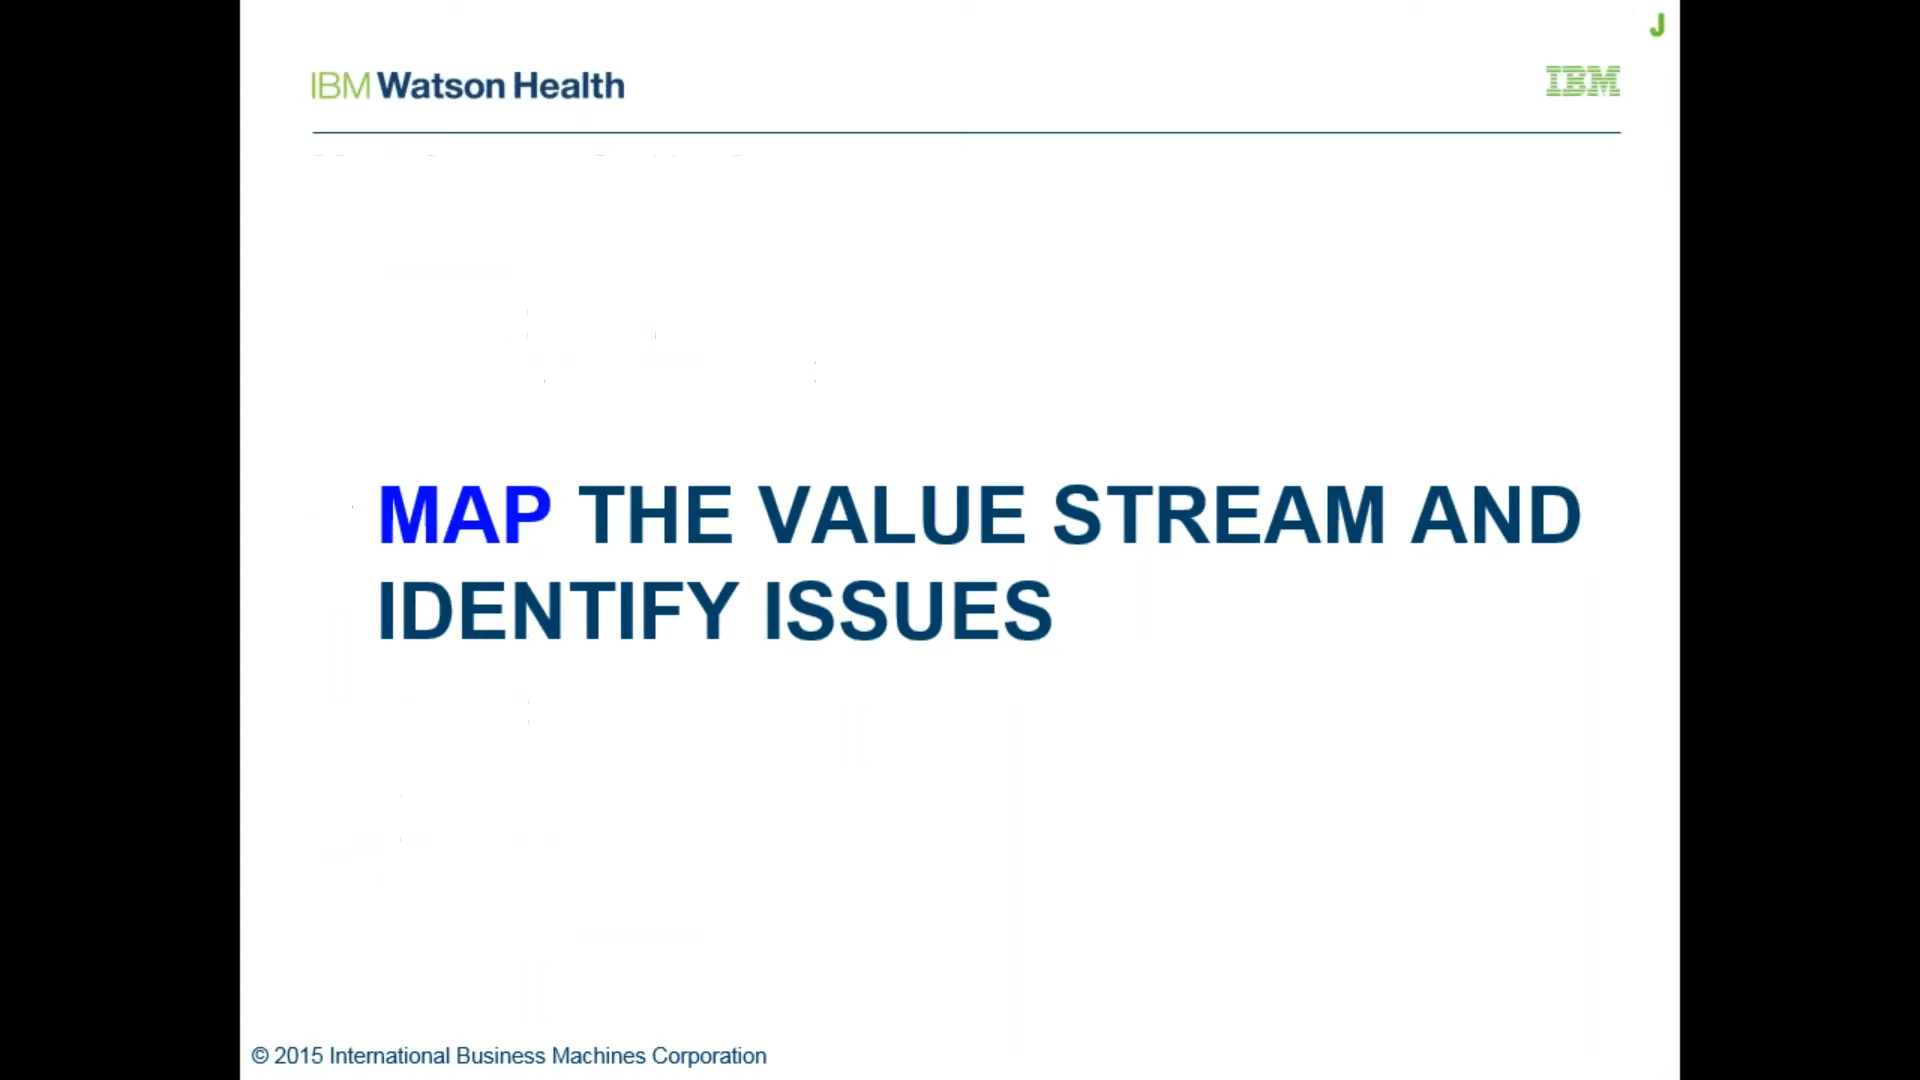 J
IBM Watson Health
IBM
MAP THE VALUE STREAM AND
IDENTIFY ISSUES
© 2015 International Business Machines Corporation